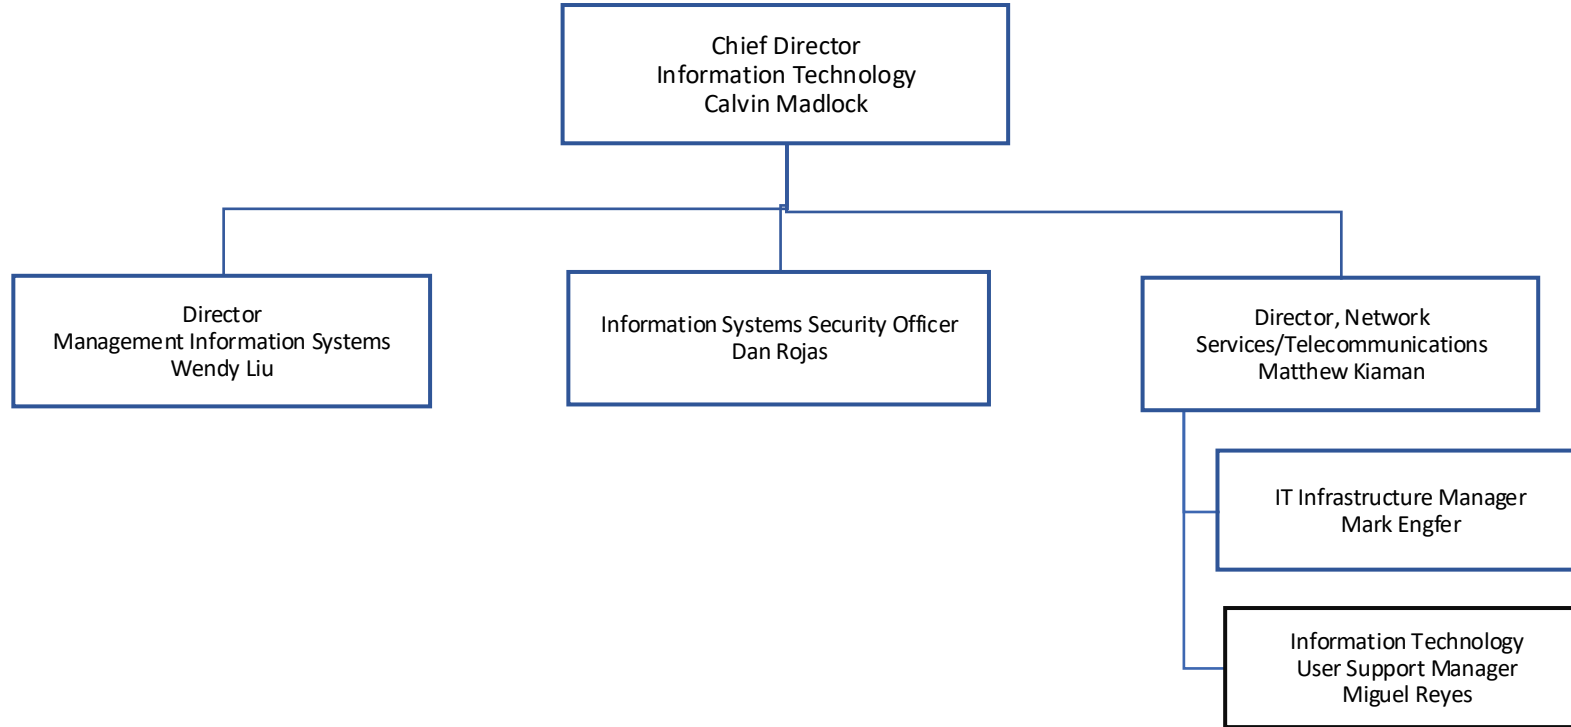 Chief Director
Information Technology
Calvin Madlock
Director
Management Information Systems
Wendy Liu
Information Systems Security Officer
Dan Rojas
Director, Network
Services/Telecommunications
Matthew Kiaman
IT Infrastructure Manager
Mark Engfer
Information Technology
User Support Manager
Miguel Reyes